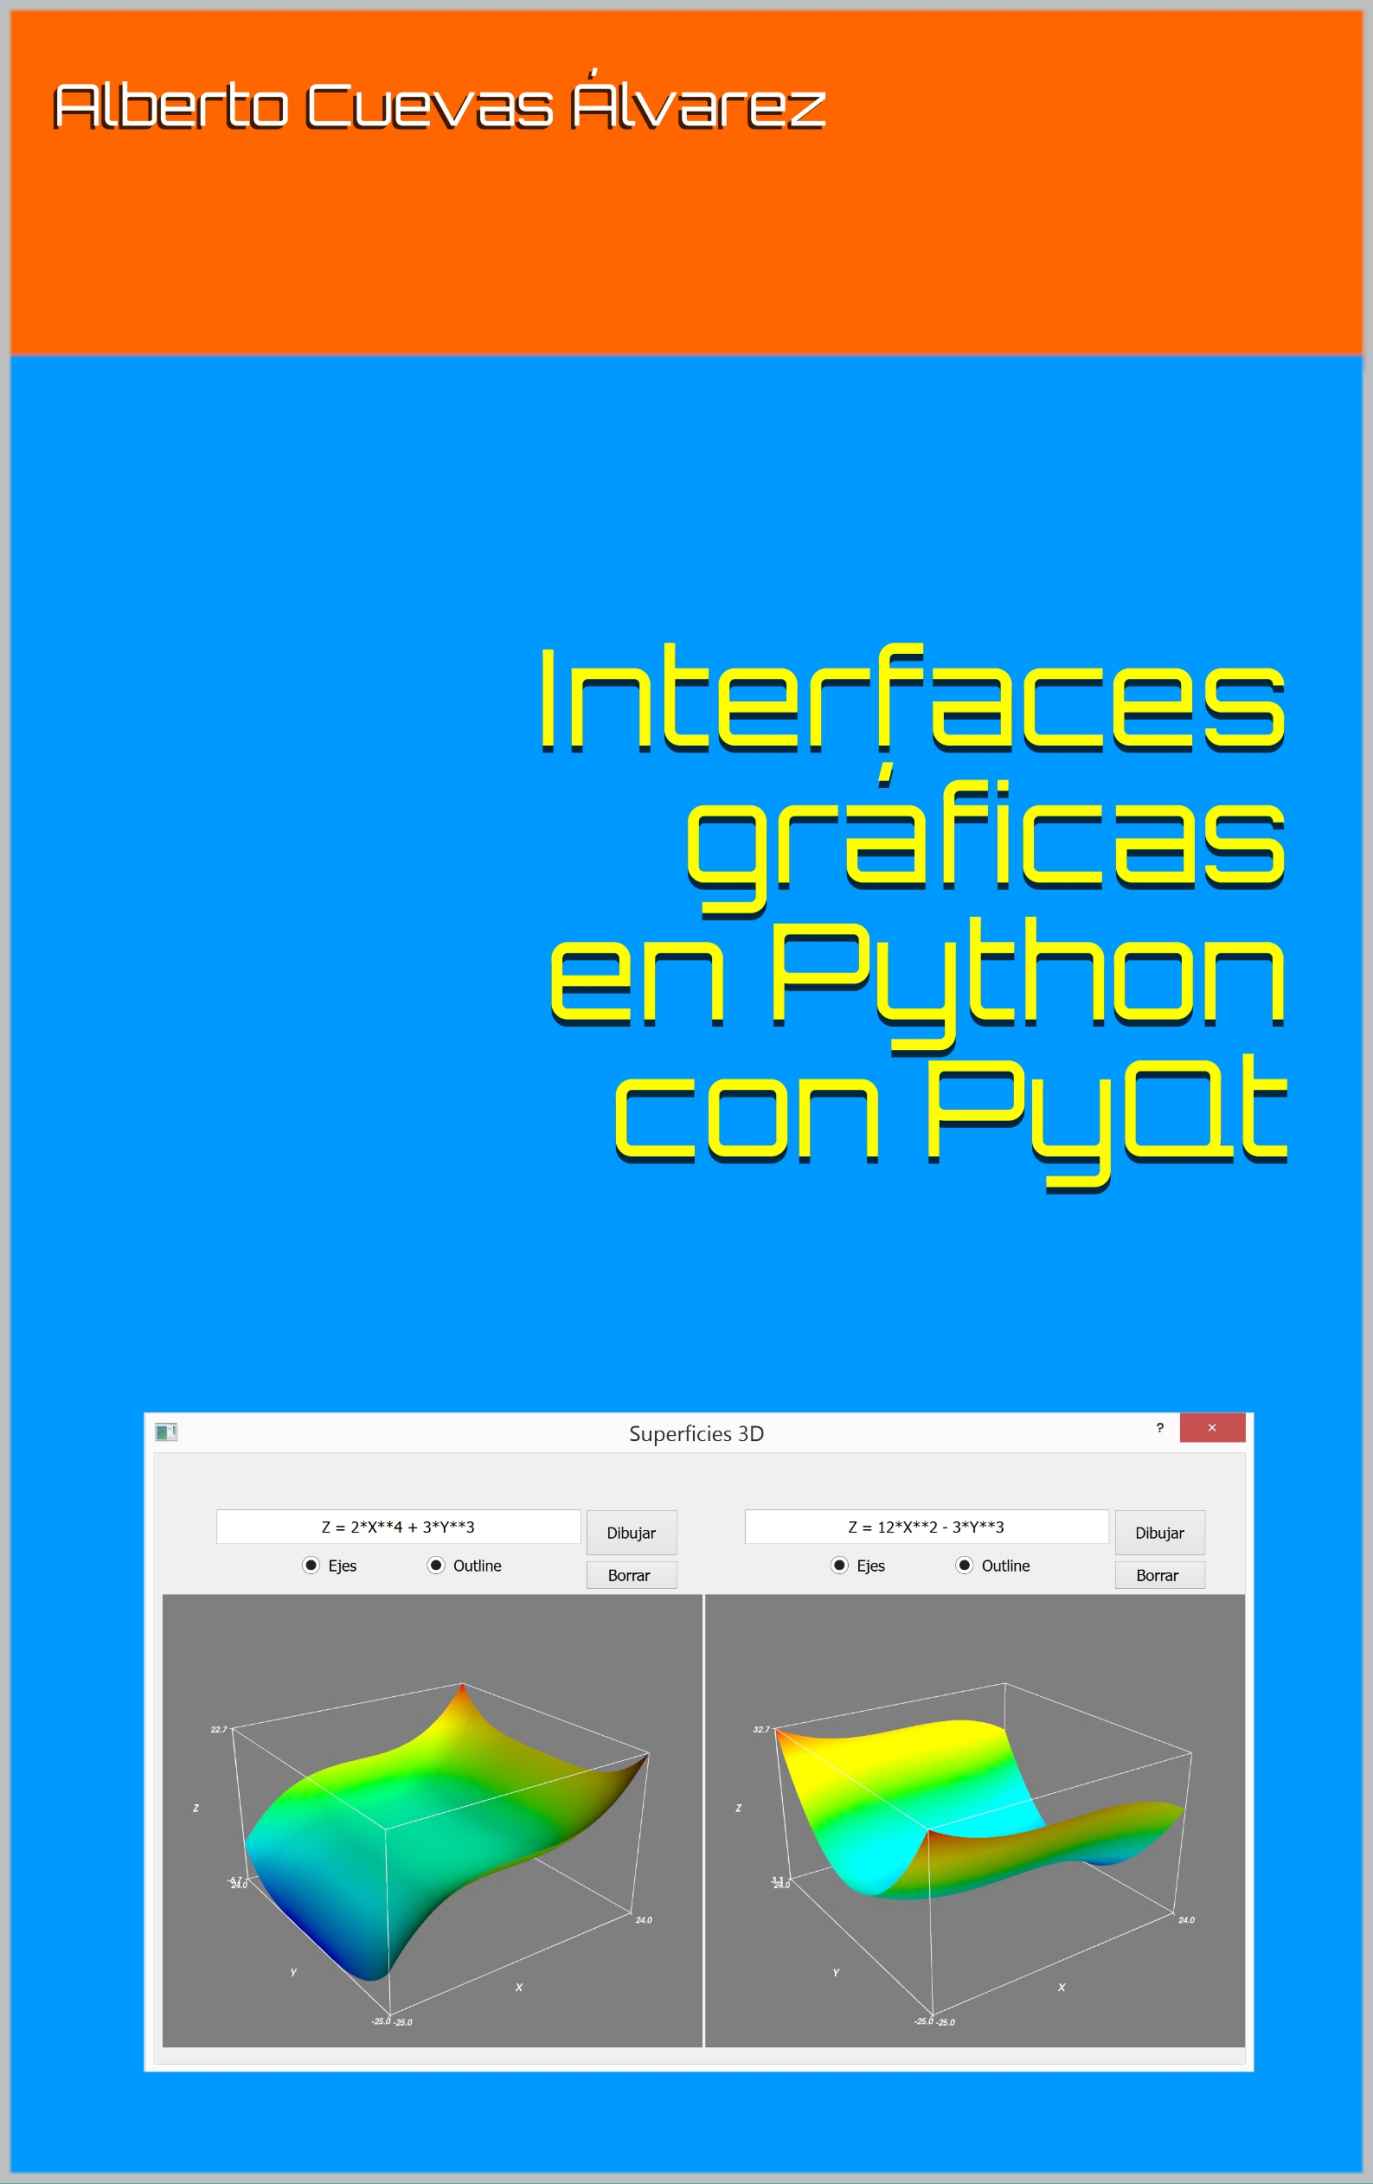 Alberto Cuevas Álvarez
Interfaces
gráficas
en Python
con PyQt
Superficies 3D
?
×
Z = 2*X**4 + 3*Y**3
Dibujar
Ejes
Outline
Borrar
Z = 12*X**2 - 3*Y**3
Dibujar
Ejes
Outline
Borrar
22.7
Z
24.0
Y
-25.0
-25.0
X
24.0
32.7
Z
24.0
Y
-25.0
-25.0
X
24.0